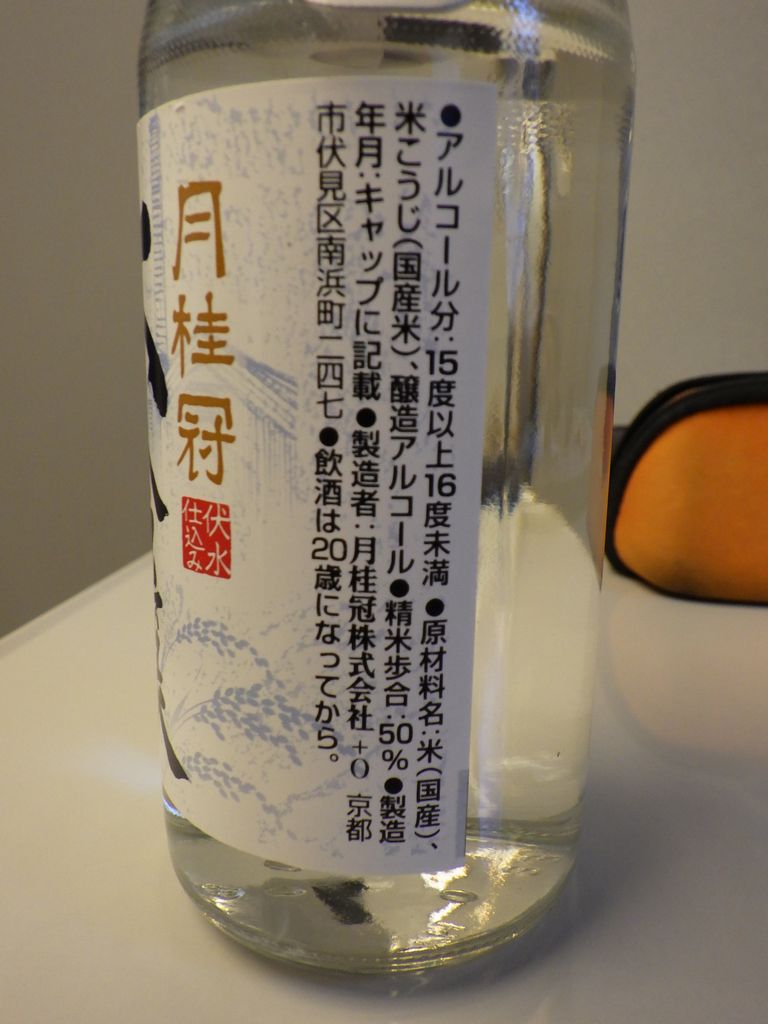 ●アルコール分:15度以上16度未満 ●原材料名:米(国産)、
米こうじ(国産米)、醸造アルコール ●精米歩合:50% ●製造
年月:キャップに記載 ●製造者:月桂冠株式会社 +O 京都
市伏見区南浜町二四七 ●飲酒は20歳になってから。
月桂冠
伏水
仕込み